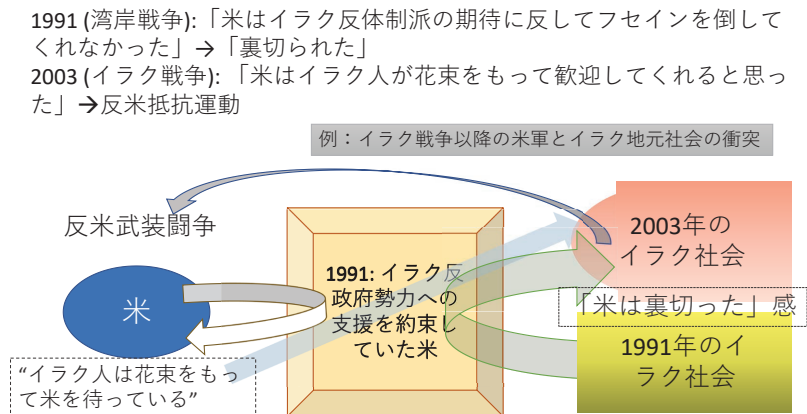 1991 (湾岸戦争):「米はイラク反体制派の期待に反してフセインを倒して
くれなかった」→「裏切られた」
2003 (イラク戦争): 「米はイラク人が花束をもって歓迎してくれると思っ
た」→反米抵抗運動
例：イラク戦争以降の米軍とイラク地元社会の衝突
反米武装闘争
米
“イラク人は花束をもっ
て米を待っている”
1991: イラク反
政府勢力への
支援を約束し
ていた米
2003年の
イラク社会
「米は裏切った」感
1991年のイ
ラク社会